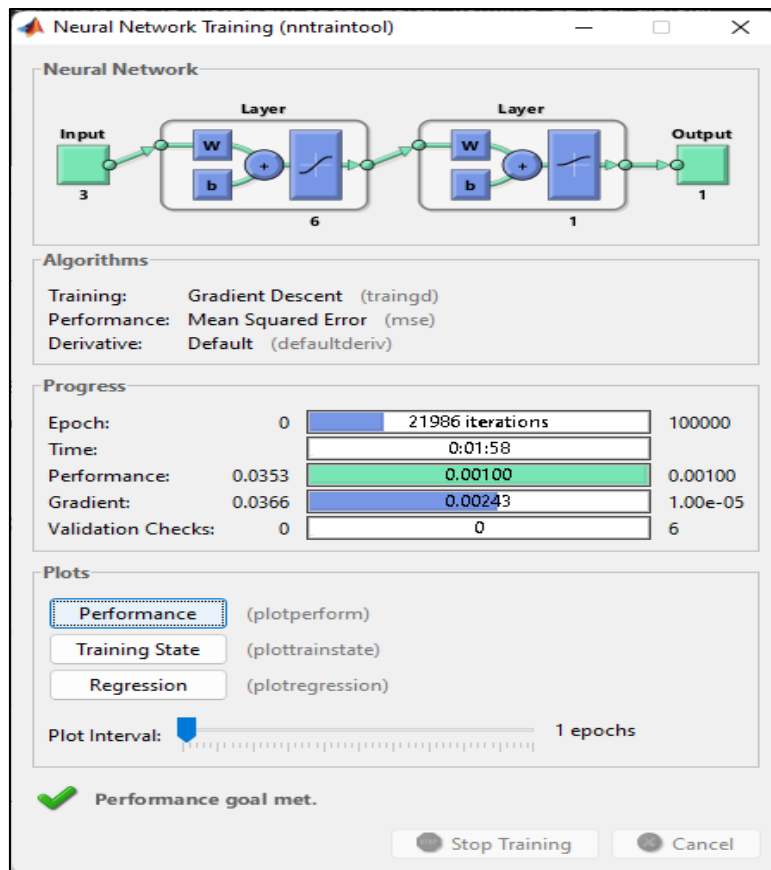 Neural Network Training (nntraintool)
Neural Network
Layer Layer
Input Output
W W
b b
+ +
3 1
6 1
Algorithms
Training: Gradient Descent (traingd)
Performance: Mean Squared Error (mse)
Derivative: Default (defaultderiv)
Progress
Epoch: 0 21986 iterations 100000
Time: 0:01:58
Performance: 0.0353 0.00100 0.00100
Gradient: 0.0366 0.00243 1.00e-05
Validation Checks: 0 0 6
Plots
Performance (plotperform)
Training State (plottrainstate)
Regression (plotregression)
Plot Interval: 1 epochs
Performance goal met.
Stop Training Cancel